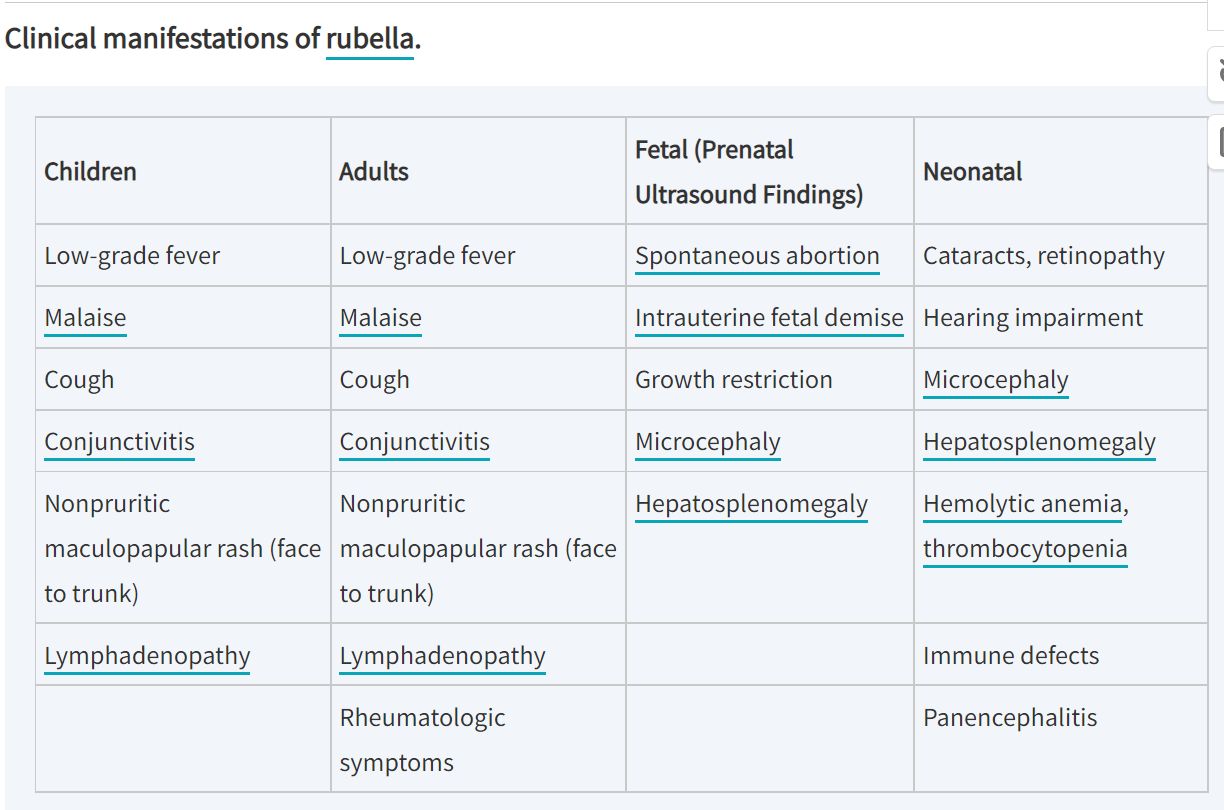 Clinical manifestations of rubella.
Children
Adults
Fetal (Prenatal
Ultrasound Findings)
Neonatal
Low-grade fever
Low-grade fever
Spontaneous abortion
Cataracts, retinopathy
Malaise
Malaise
Intrauterine fetal demise
Hearing impairment
Cough
Cough
Growth restriction
Microcephaly
Conjunctivitis
Conjunctivitis
Microcephaly
Hepatosplenomegaly
Nonpruritic
maculopapular rash (face
to trunk)
Nonpruritic
maculopapular rash (face
to trunk)
Hepatosplenomegaly
Hemolytic anemia,
thrombocytopenia
Lymphadenopathy
Lymphadenopathy
Immune defects
Rheumatologic
symptoms
Panencephalitis